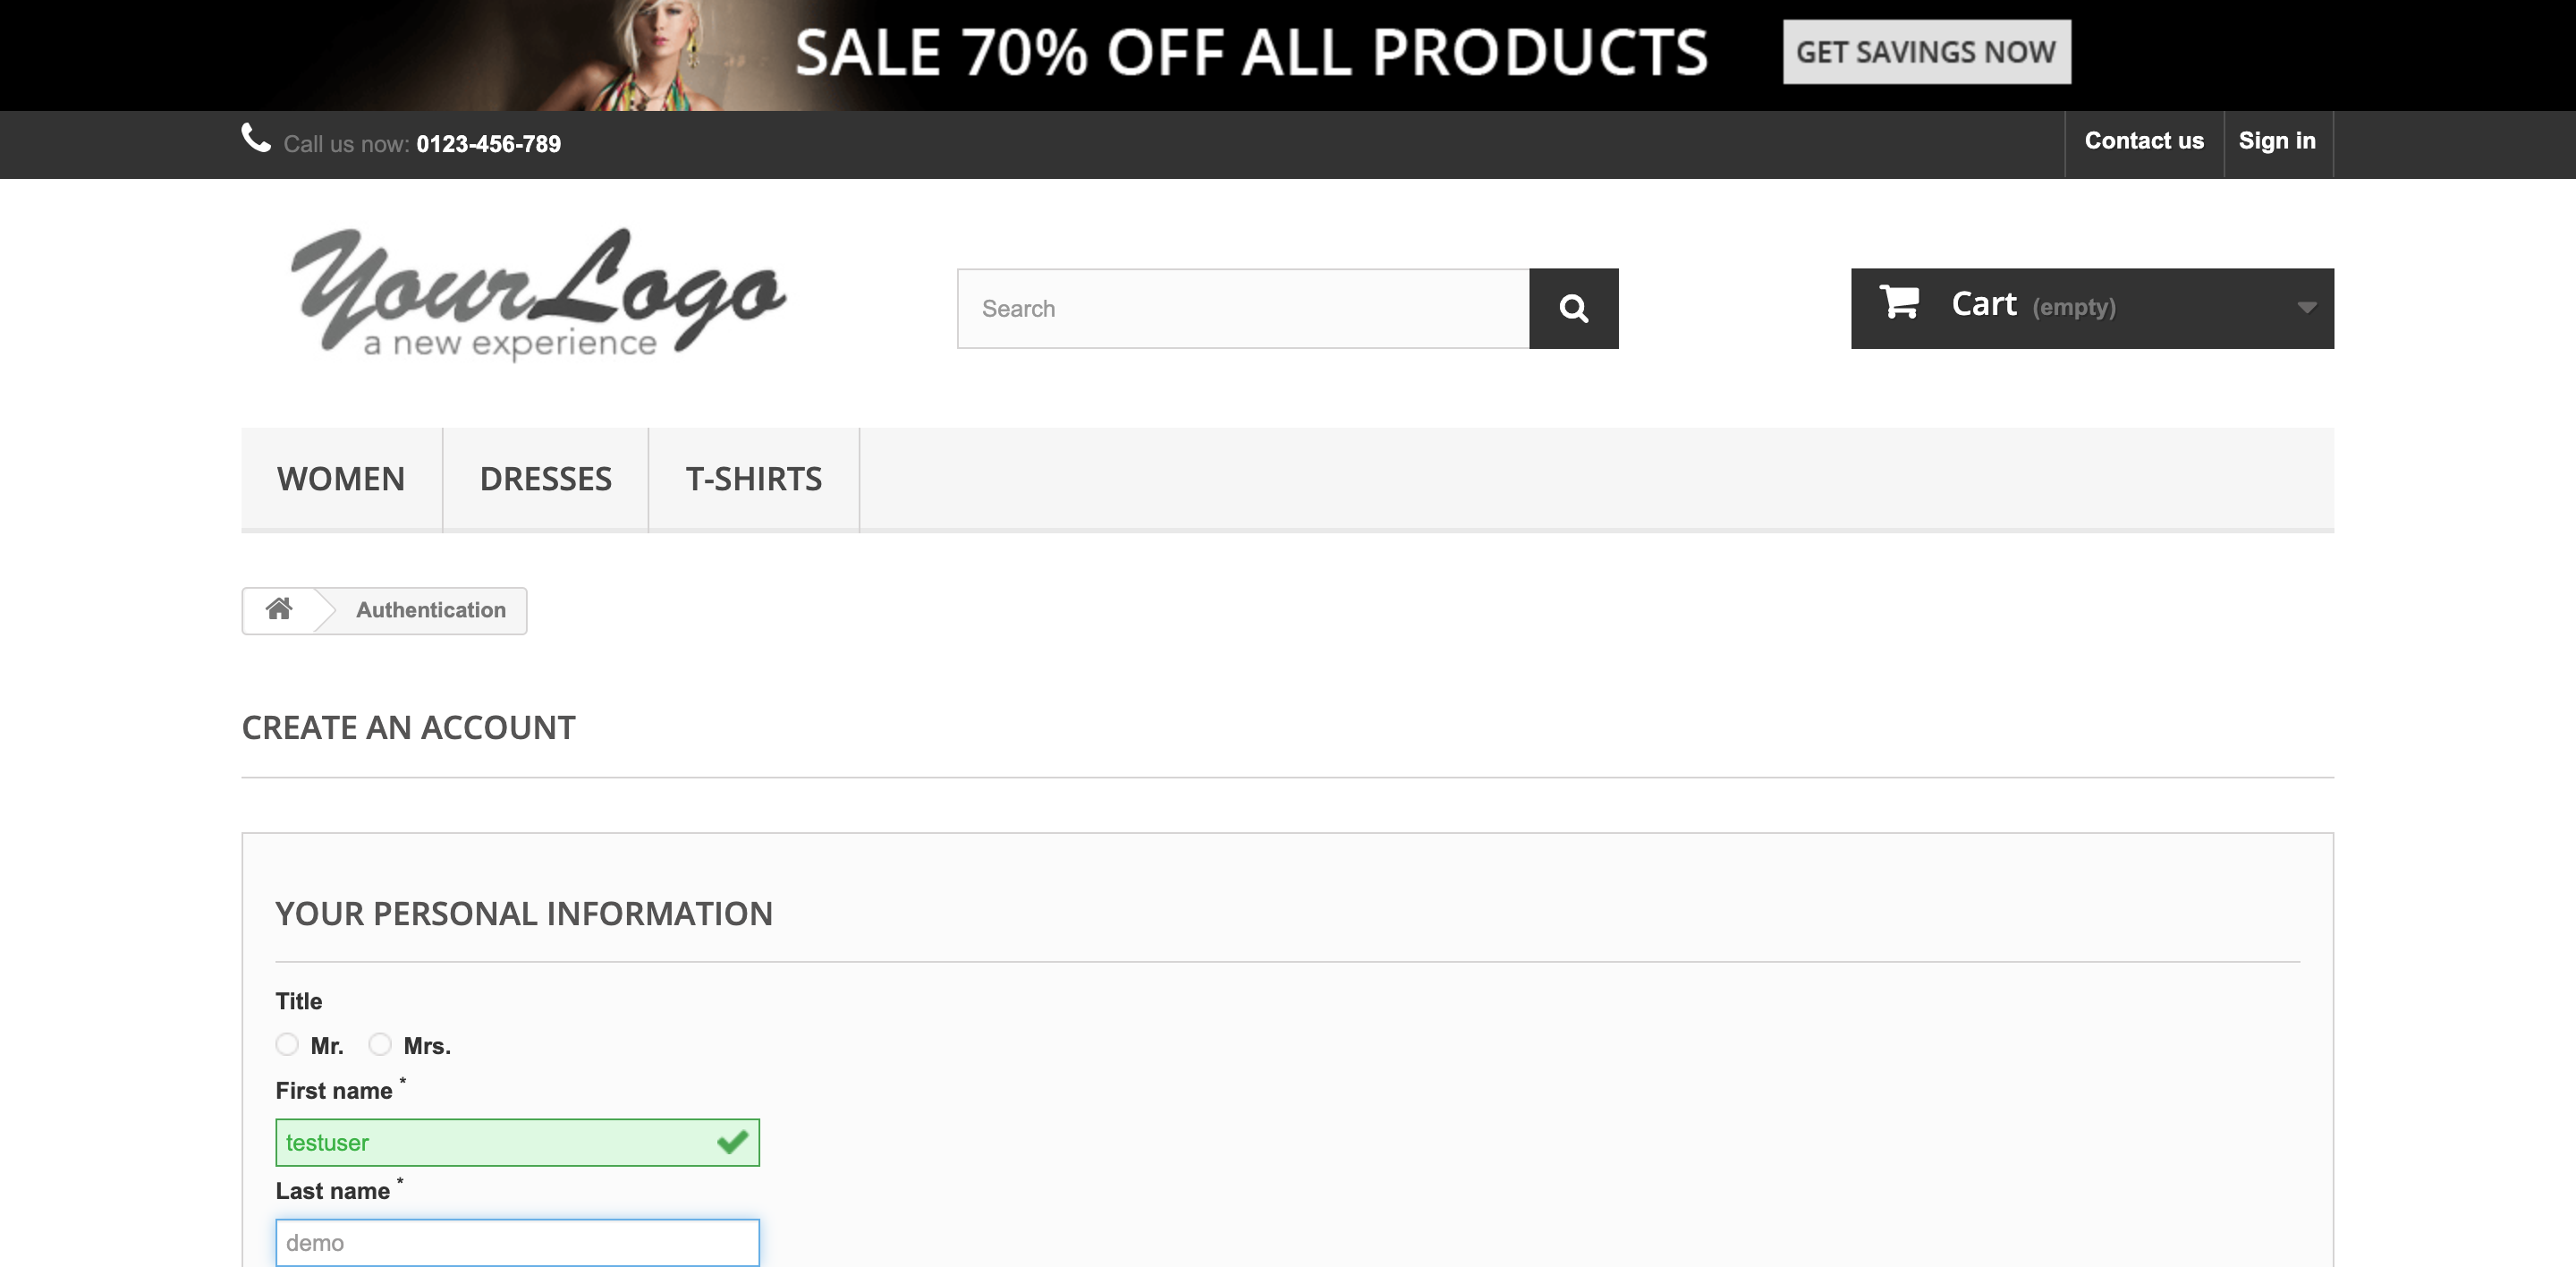 SALE 70% OFF ALL PRODUCTS GET SAVINGS NOW
Call us now: 0123-456-789 Contact us Sign in
Your Logo
a new experience
Search
Cart (empty)
WOMEN DRESSES T-SHIRTS
Authentication
CREATE AN ACCOUNT
YOUR PERSONAL INFORMATION
Title
Mr. Mrs.
First name *
testuser
Last name *
demo